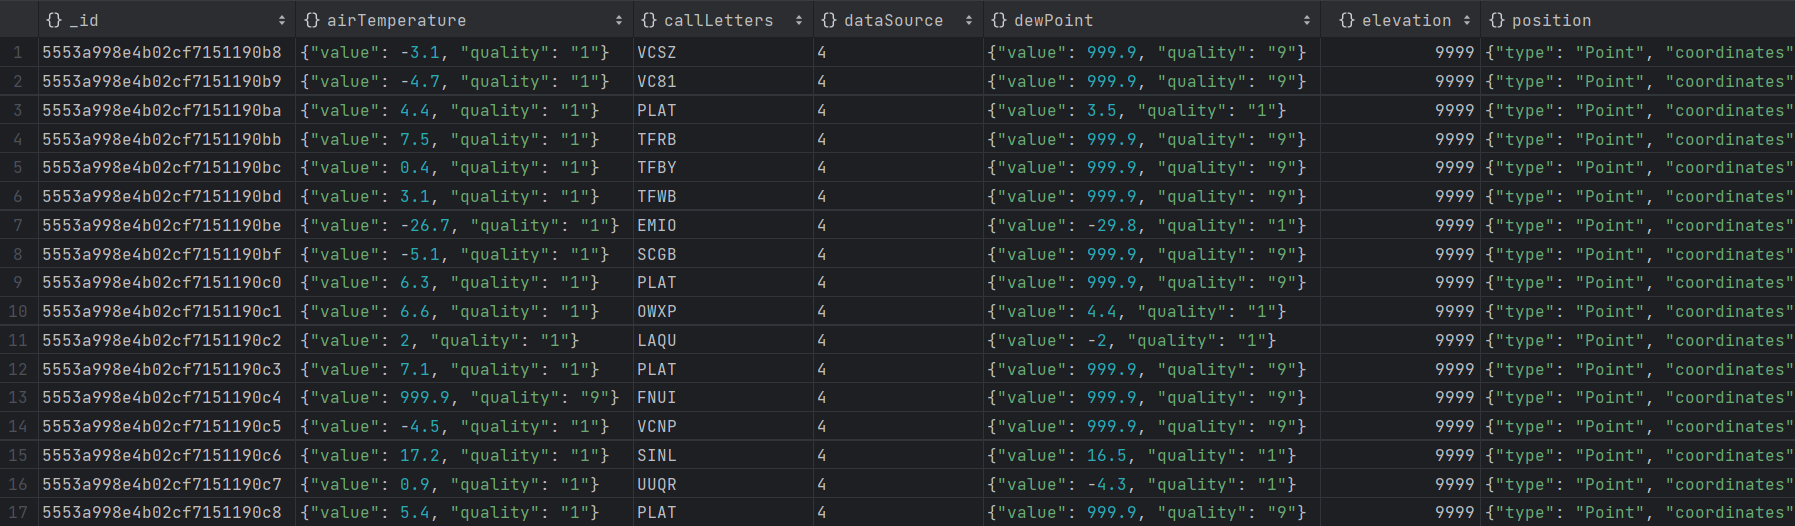 _id airTemperature callLetters dataSource dewPoint elevation position
1 5553a998e4b02cf7151190b8 {"value": -3.1, "quality": "1"} VCSZ 4 {"value": 999.9, "quality": "9"} 9999 {"type": "Point", "coordinates"
2 5553a998e4b02cf7151190b9 {"value": -4.7, "quality": "1"} VC81 4 {"value": 999.9, "quality": "9"} 9999 {"type": "Point", "coordinates"
3 5553a998e4b02cf7151190ba {"value": 4.4, "quality": "1"} PLAT 4 {"value": 3.5, "quality": "1"} 9999 {"type": "Point", "coordinates"
4 5553a998e4b02cf7151190bb {"value": 7.5, "quality": "1"} TFRB 4 {"value": 999.9, "quality": "9"} 9999 {"type": "Point", "coordinates"
5 5553a998e4b02cf7151190bc {"value": 0.4, "quality": "1"} TFBY 4 {"value": 999.9, "quality": "9"} 9999 {"type": "Point", "coordinates"
6 5553a998e4b02cf7151190bd {"value": 3.1, "quality": "1"} TFWB 4 {"value": 999.9, "quality": "9"} 9999 {"type": "Point", "coordinates"
7 5553a998e4b02cf7151190be {"value": -26.7, "quality": "1"} EMIO 4 {"value": -29.8, "quality": "1"} 9999 {"type": "Point", "coordinates"
8 5553a998e4b02cf7151190bf {"value": -5.1, "quality": "1"} SCGB 4 {"value": 999.9, "quality": "9"} 9999 {"type": "Point", "coordinates"
9 5553a998e4b02cf7151190c0 {"value": 6.3, "quality": "1"} PLAT 4 {"value": 999.9, "quality": "9"} 9999 {"type": "Point", "coordinates"
10 5553a998e4b02cf7151190c1 {"value": 6.6, "quality": "1"} OWXP 4 {"value": 4.4, "quality": "1"} 9999 {"type": "Point", "coordinates"
11 5553a998e4b02cf7151190c2 {"value": 2, "quality": "1"} LAQU 4 {"value": -2, "quality": "1"} 9999 {"type": "Point", "coordinates"
12 5553a998e4b02cf7151190c3 {"value": 7.1, "quality": "1"} PLAT 4 {"value": 999.9, "quality": "9"} 9999 {"type": "Point", "coordinates"
13 5553a998e4b02cf7151190c4 {"value": 999.9, "quality": "9"} FNUI 4 {"value": 999.9, "quality": "9"} 9999 {"type": "Point", "coordinates"
14 5553a998e4b02cf7151190c5 {"value": -4.5, "quality": "1"} VCNP 4 {"value": 999.9, "quality": "9"} 9999 {"type": "Point", "coordinates"
15 5553a998e4b02cf7151190c6 {"value": 17.2, "quality": "1"} SINL 4 {"value": 16.5, "quality": "1"} 9999 {"type": "Point", "coordinates"
16 5553a998e4b02cf7151190c7 {"value": 0.9, "quality": "1"} UUQR 4 {"value": -4.3, "quality": "1"} 9999 {"type": "Point", "coordinates"
17 5553a998e4b02cf7151190c8 {"value": 5.4, "quality": "1"} PLAT 4 {"value": 999.9, "quality": "9"} 9999 {"type": "Point", "coordinates"